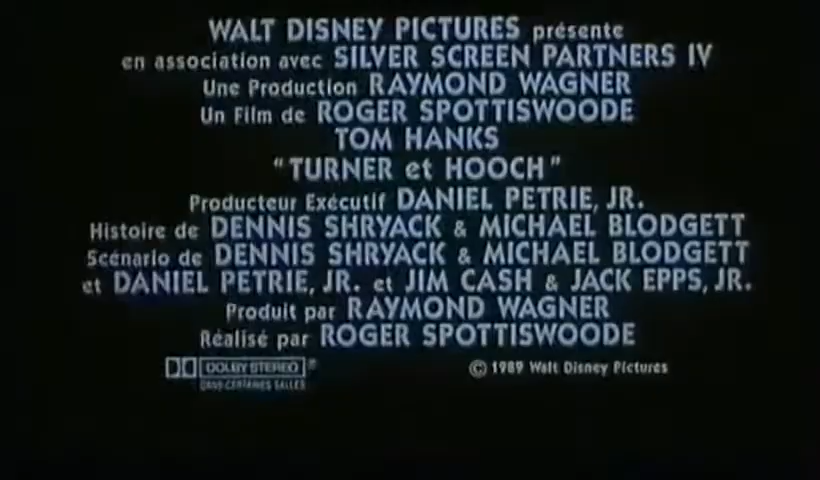 WALT DISNEY PICTURES présente
en association avec SILVER SCREEN PARTNERS IV
Une Production RAYMOND WAGNER
Un Film de ROGER SPOTTISWOODE
TOM HANKS
"TURNER et HOOCH"
Producteur Exécutif DANIEL PETRIE, JR.
Histoire de DENNIS SHRYACK & MICHAEL BLODGETT
Scénario de DENNIS SHRYACK & MICHAEL BLODGETT
et DANIEL PETRIE, JR. et JIM CASH & JACK EPPS, JR.
Produit par RAYMOND WAGNER
Réalisé par ROGER SPOTTISWOODE
DOLBY STEREO ®
DANS CERTAINES SALLES
© 1989 Walt Disney Pictures